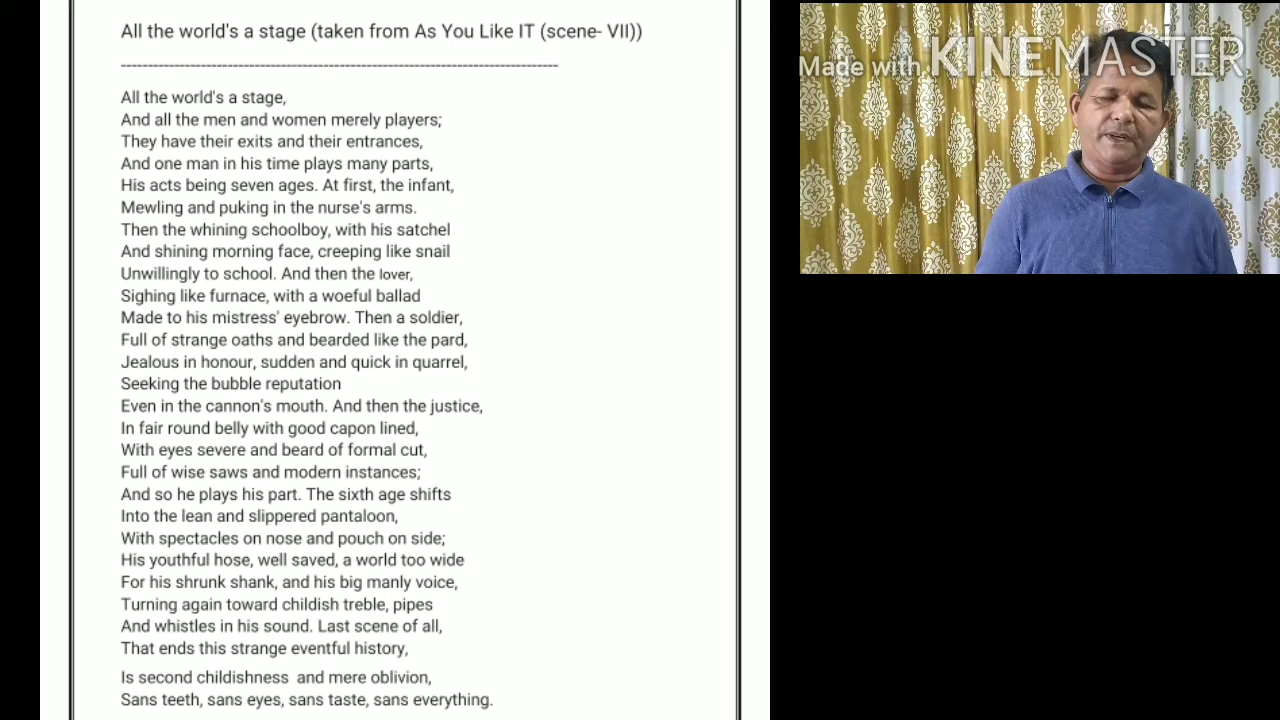 All the world's a stage (taken from As You Like IT (scene- VII))
--------------------------------------------------------------------------------
All the world's a stage,
And all the men and women merely players;
They have their exits and their entrances,
And one man in his time plays many parts,
His acts being seven ages. At first, the infant,
Mewling and puking in the nurse's arms.
Then the whining schoolboy, with his satchel
And shining morning face, creeping like snail
Unwillingly to school. And then the lover,
Sighing like furnace, with a woeful ballad
Made to his mistress' eyebrow. Then a soldier,
Full of strange oaths and bearded like the pard,
Jealous in honour, sudden and quick in quarrel,
Seeking the bubble reputation
Even in the cannon's mouth. And then the justice,
In fair round belly with good capon lined,
With eyes severe and beard of formal cut,
Full of wise saws and modern instances;
And so he plays his part. The sixth age shifts
Into the lean and slippered pantaloon,
With spectacles on nose and pouch on side;
His youthful hose, well saved, a world too wide
For his shrunk shank, and his big manly voice,
Turning again toward childish treble, pipes
And whistles in his sound. Last scene of all,
That ends this strange eventful history,
Is second childishness  and mere oblivion,
Sans teeth, sans eyes, sans taste, sans everything.
Made with KINEMASTER